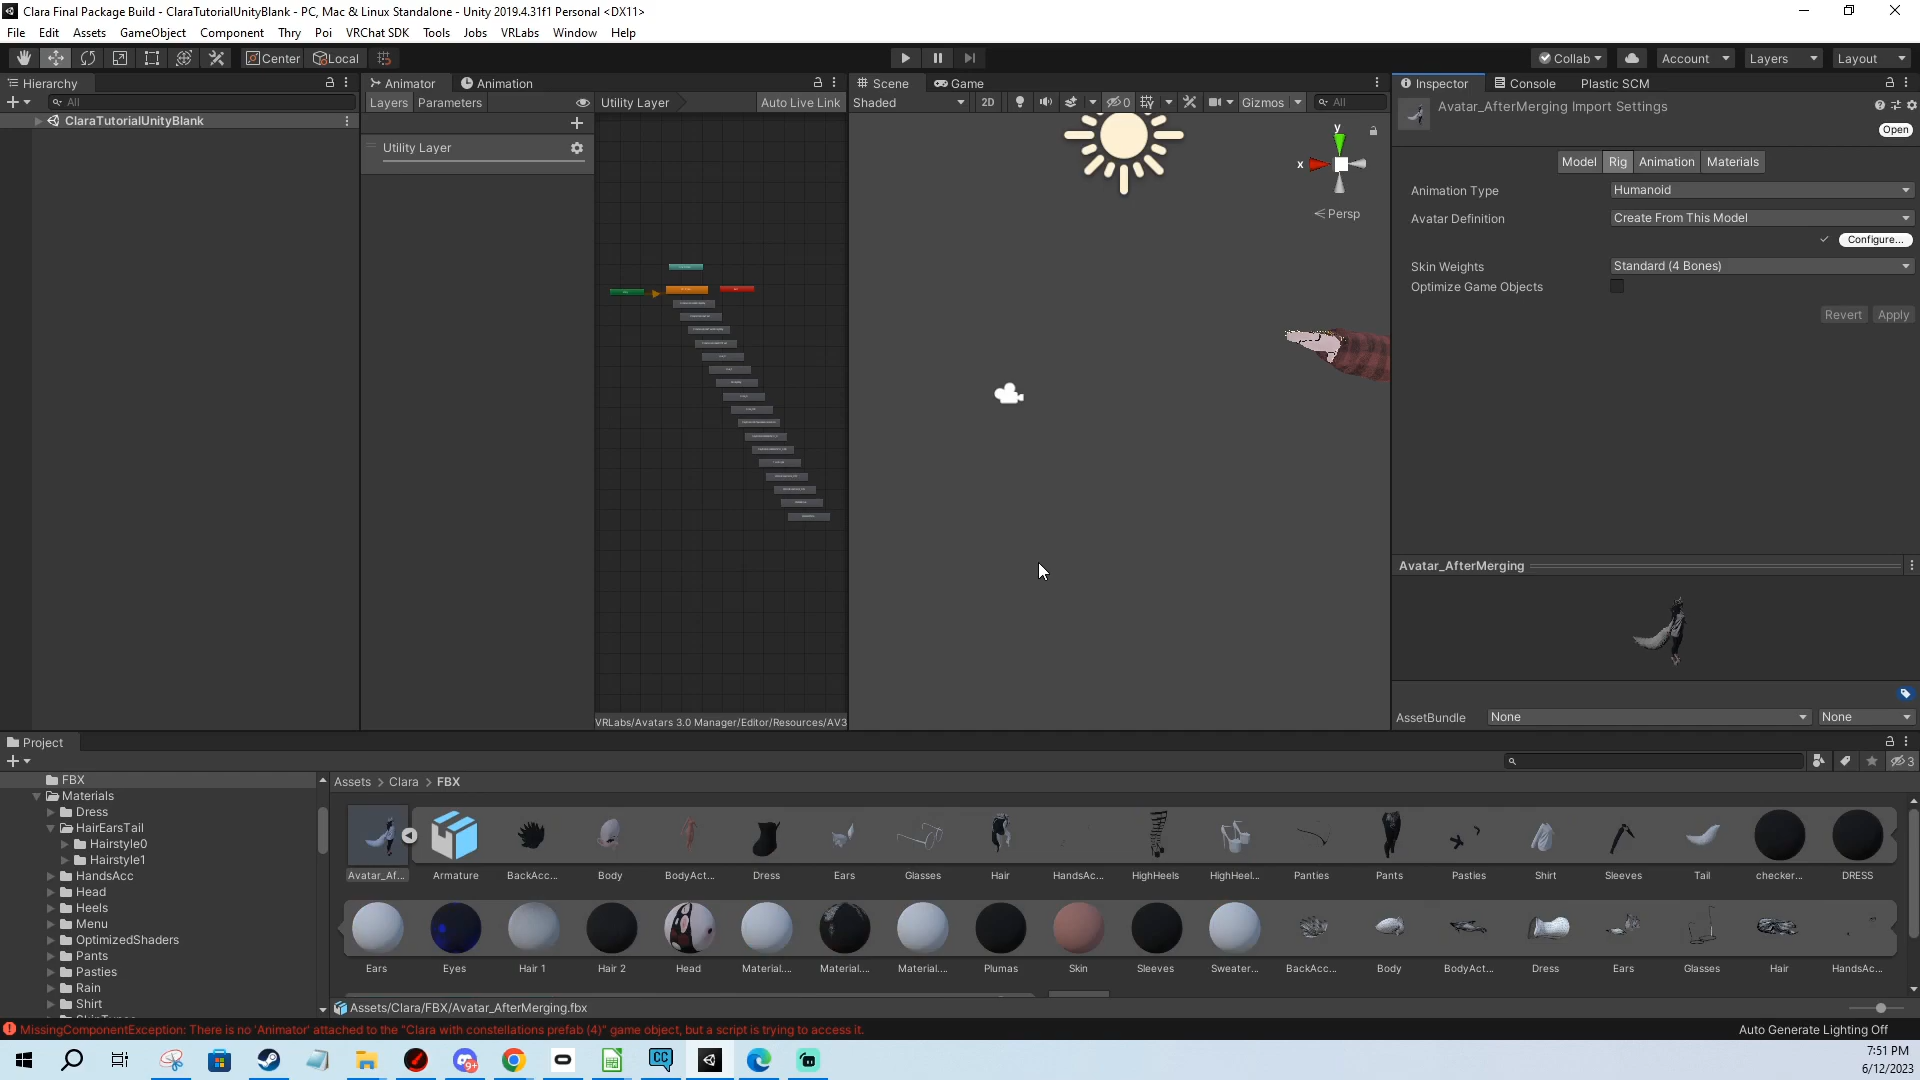 Clara Final Package Build - ClaraTutorialUnityBlank - PC, Mac & Linux Standalone - Unity 2019.4.31f1 Personal <DX11>
File Edit Assets GameObject Component Thry Poi VRChat SDK Tools Jobs VRLabs Window Help
Center Local Collab Account Layers Layout
Hierarchy Animator Animation Scene Game Inspector Console Plastic SCM
All Layers Parameters Utility Layer Auto Live Link Shaded 2D 0 Gizmos All Avatar_AfterMerging Import Settings
ClaraTutorialUnityBlank
Open
Utility Layer
y
x
Persp
Model Rig Animation Materials
Animation Type Humanoid
Avatar Definition Create From This Model
Configure...
Skin Weights Standard (4 Bones)
Optimize Game Objects
Revert Apply
Avatar_AfterMerging
VRLabs/Avatars 3.0 Manager/Editor/Resources/AV3
AssetBundle None None
Project
3
FBX
Materials
Dress
HairEarsTail
Hairstyle0
Hairstyle1
HandsAcc
Head
Heels
Menu
OptimizedShaders
Pants
Pasties
Rain
Shirt
Assets > Clara > FBX
Avatar_Af... Armature BackAcc... Body BodyAct... Dress Ears Glasses Hair HandsAc... HighHeels HighHeel... Panties Pants Pasties Shirt Sleeves Tail checker... DRESS
Ears Eyes Hair 1 Hair 2 Head Material.... Material.... Material.... Plumas Skin Sleeves Sweater... BackAcc... Body BodyAct... Dress Ears Glasses Hair HandsAc...
Assets/Clara/FBX/Avatar_AfterMerging.fbx
MissingComponentException: There is no 'Animator' attached to the "Clara with constellations prefab (4)" game object, but a script is trying to access it.
Auto Generate Lighting Off
9+
CC
7:51 PM
6/12/2023